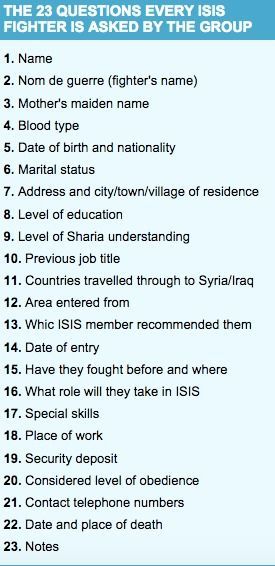 THE 23 QUESTIONS EVERY ISIS
FIGHTER IS ASKED BY THE GROUP
1. Name
2. Nom de guerre (fighter's name)
3. Mother's maiden name
4. Blood type
5. Date of birth and nationality
6. Marital status
7. Address and city/town/village of residence
8. Level of education
9. Level of Sharia understanding
10. Previous job title
11. Countries travelled through to Syria/Iraq
12. Area entered from
13. Whic ISIS member recommended them
14. Date of entry
15. Have they fought before and where
16. What role will they take in ISIS
17. Special skills
18. Place of work
19. Security deposit
20. Considered level of obedience
21. Contact telephone numbers
22. Date and place of death
23. Notes